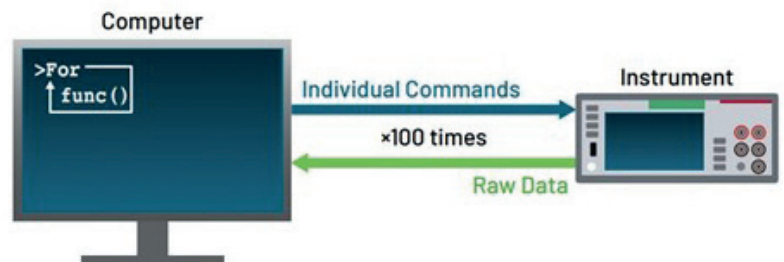 Computer
>For
func()
Individual Commands
×100 times
Raw Data
Instrument